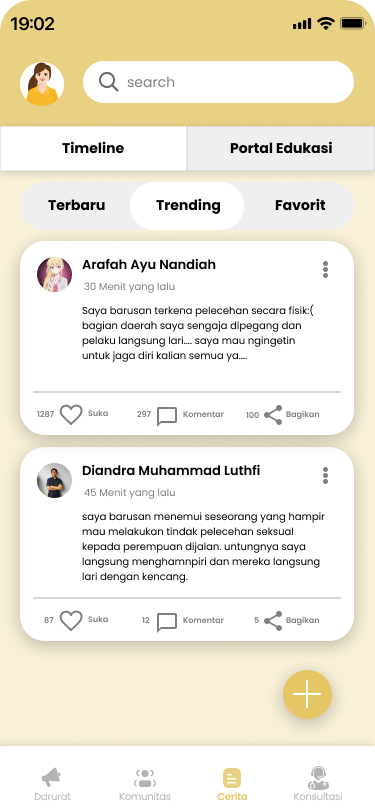 19:02
search
Timeline
Portal Edukasi
Terbaru
Trending
Favorit
Arafah Ayu Nandiah
30 Menit yang lalu
Saya barusan terkena pelecehan secara fisik:(
bagian daerah saya sengaja dipegang dan
pelaku langsung lari.... saya mau ngingetin
untuk jaga diri kalian semua ya....
1287 Suka
297 Komentar
100 Bagikan
Diandra Muhammad Luthfi
45 Menit yang lalu
saya barusan menemui seseorang yang hampir
mau melakukan tindak pelecehan seksual
kepada perempuan dijalan. untungnya saya
langsung menghamnpiri dan mereka langsung
lari dengan kencang.
87 Suka
12 Komentar
5 Bagikan
Darurat
Komunitas
Cerita
Konsultasi